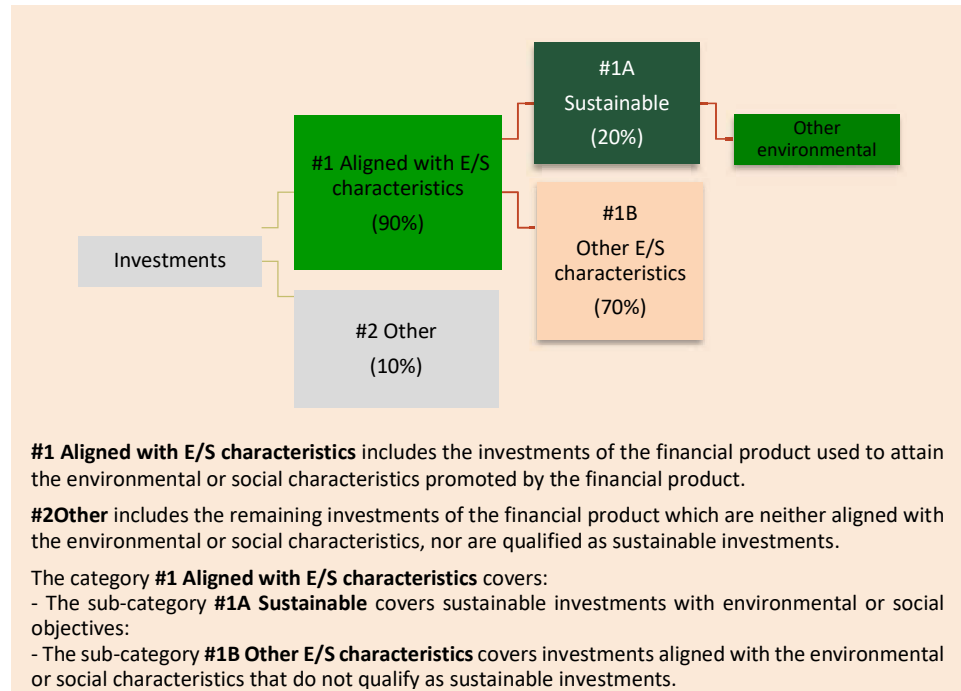 #1A
Sustainable
(20%)
Other
environmental
#1 Aligned with E/S
characteristics
(90%)
#1B
Other E/S
characteristics
(70%)
Investments
#2 Other
(10%)
#1 Aligned with E/S characteristics includes the investments of the financial product used to attain
the environmental or social characteristics promoted by the financial product.
#2Other includes the remaining investments of the financial product which are neither aligned with
the environmental or social characteristics, nor are qualified as sustainable investments.
The category #1 Aligned with E/S characteristics covers:
- The sub-category #1A Sustainable covers sustainable investments with environmental or social
objectives:
- The sub-category #1B Other E/S characteristics covers investments aligned with the environmental
or social characteristics that do not qualify as sustainable investments.